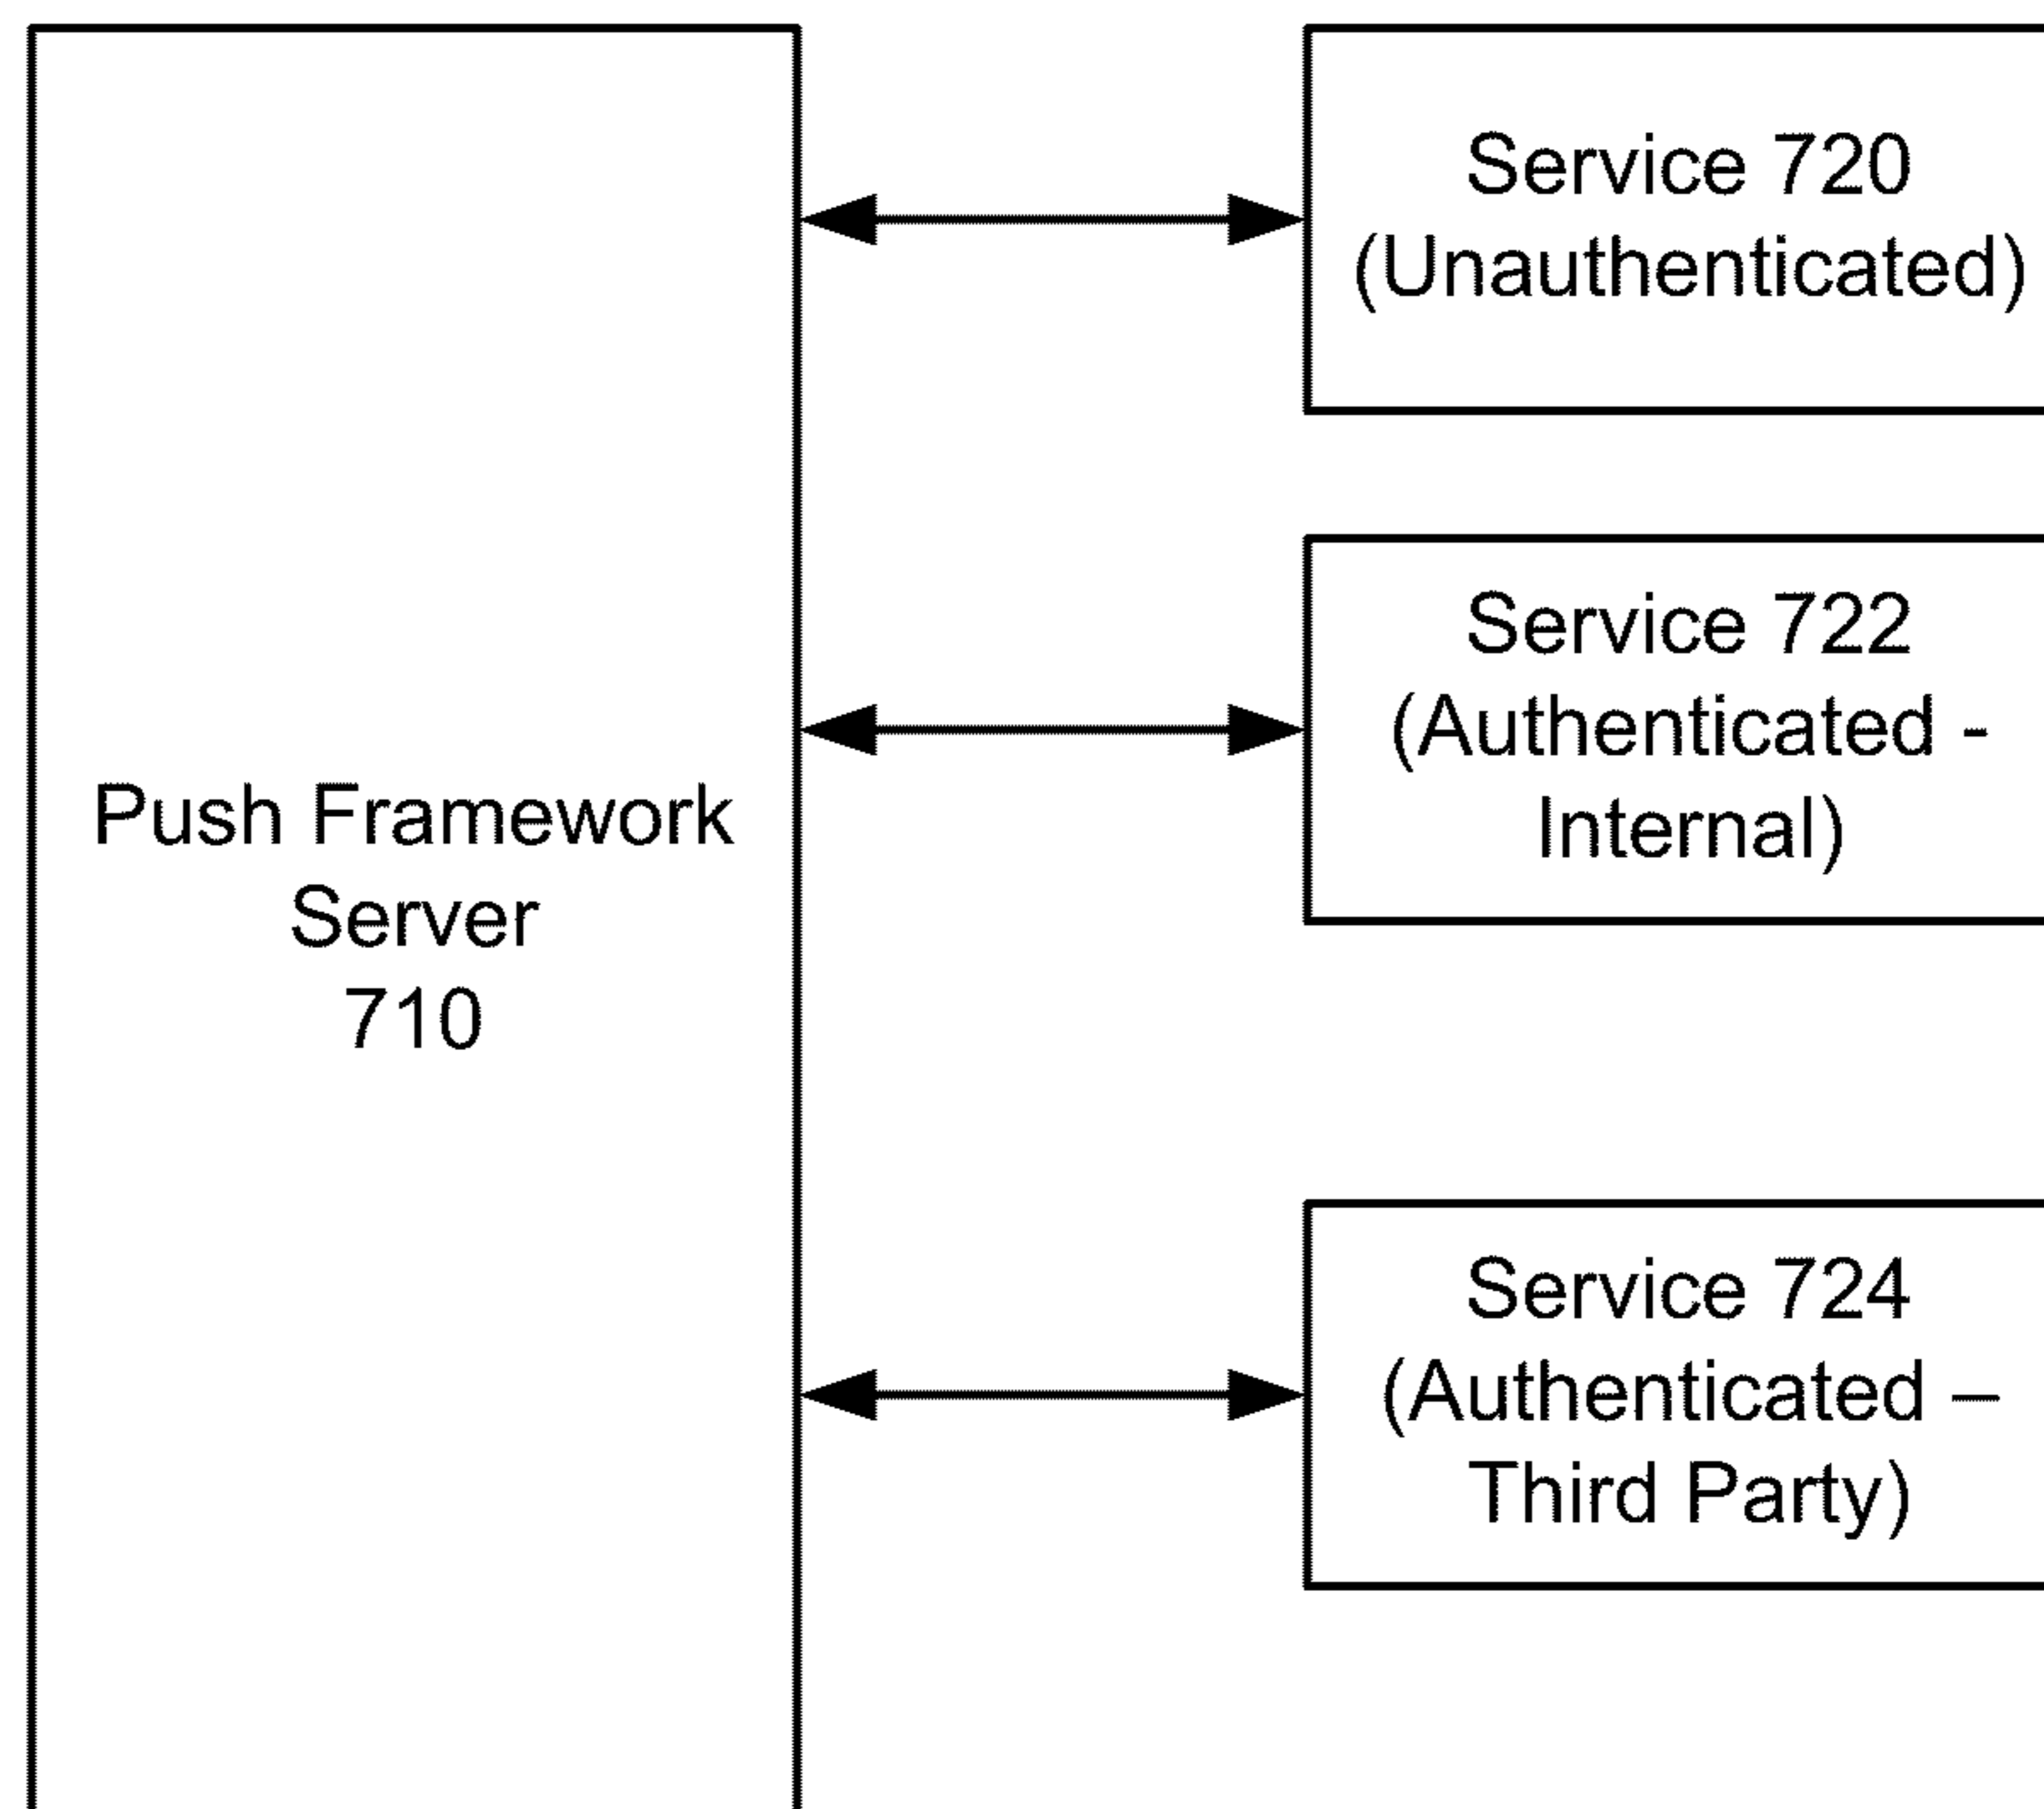 Push Framework
Server
710
Service 720
(Unauthenticated)
Service 722
(Authenticated -
Internal)
Service 724
(Authenticated –
Third Party)